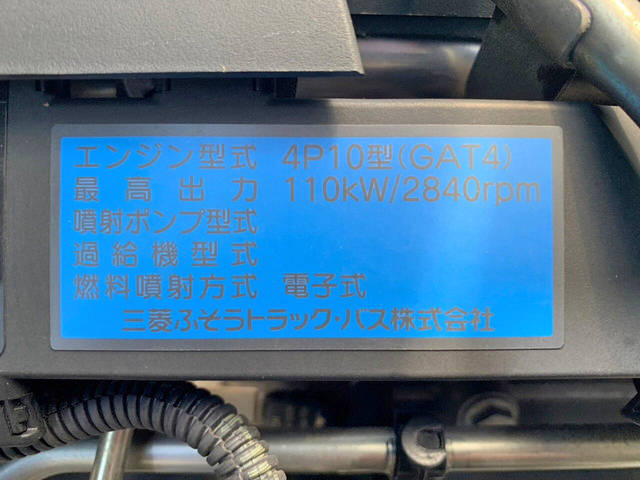 エンジン型式 4P10型(GAT4)
最高出力 110kW/2840rpm
噴射ポンプ型式
過給機型式
燃料噴射方式 電子式
三菱ふそうトラック・バス株式会社